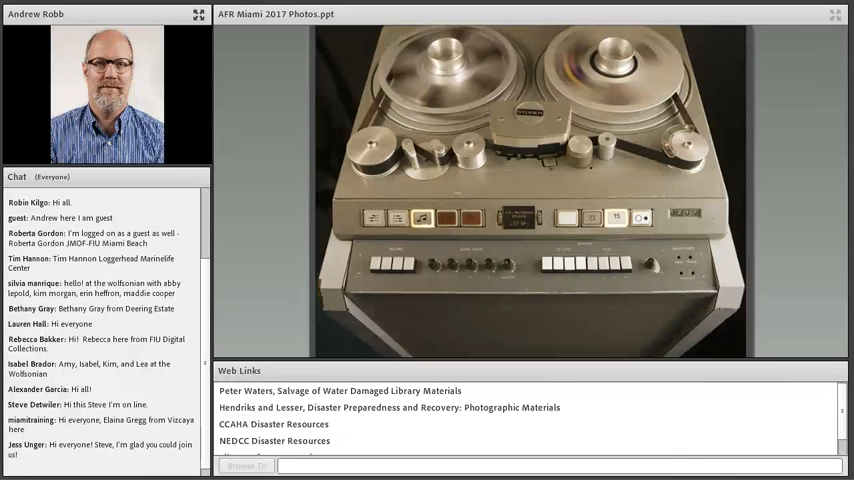 Andrew Robb
AFR Miami 2017 Photos.ppt
STUDER
15
Chat (Everyone)
Robin Kilgo: Hi all.
guest: Andrew here I am guest
Roberta Gordon: I'm logged on as a guest as well -
Roberta Gordon JMOF-FIU Miami Beach
Tim Hannon: Tim Hannon Loggerhead Marinelife
Center
silvia manrique: hello! at the wolfsonian with abby
lepold, kim morgan, erin heffron, maddie cooper
Bethany Gray: Bethany Gray from Deering Estate
Lauren Hall: Hi everyone
Rebecca Bakker: Hi! Rebecca here from FIU Digital
Collections.
Isabel Brador: Amy, Isabel, Kim, and Lea at the
Wolfsonian
Alexander Garcia: Hi all!
Steve Detwiler: Hi this Steve I'm on line.
miamitraining: Hi everyone, Elaina Gregg from Vizcaya
here
Jess Unger: Hi everyone! Steve, I'm glad you could join
us!
Web Links
Peter Waters, Salvage of Water Damaged Library Materials
Hendriks and Lesser, Disaster Preparedness and Recovery: Photographic Materials
CCAHA Disaster Resources
NEDCC Disaster Resources
Browse To